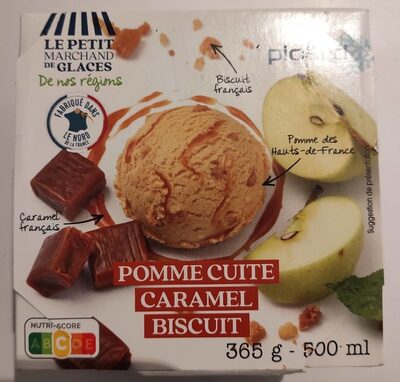 LE PETIT
MARCHAND
DE GLACES
De nos régions
FABRIQUÉ DANS
LE NORD
DE LA FRANCE
Biscuit
français
Pomme des
Hauts-de-France
Caramel
français
Suggestion de présentation
POMME CUITE
CARAMEL
BISCUIT
NUTRI-SCORE
A B C D E
365 g - 500 ml